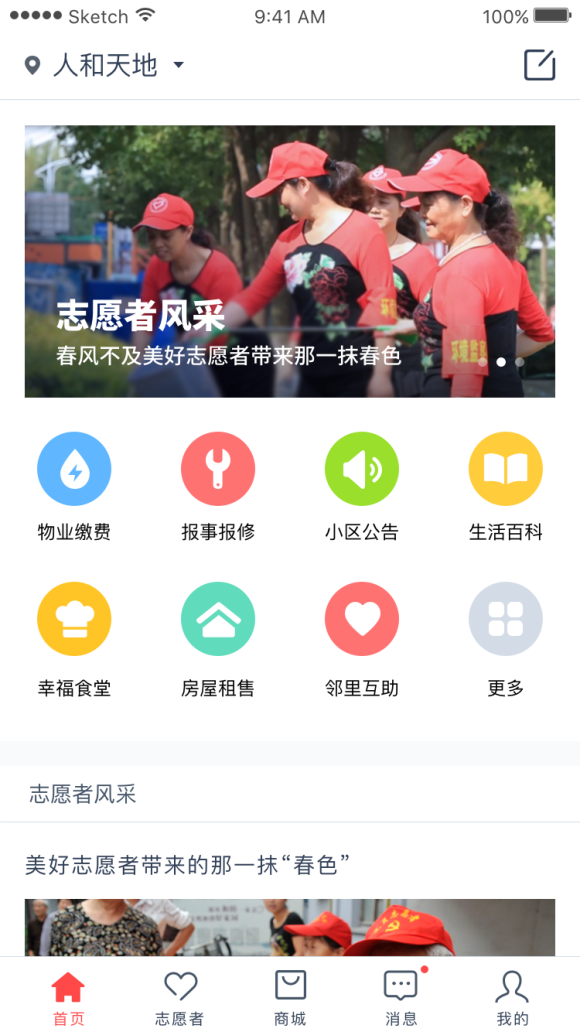 Sketch 9:41 AM 100%
人和天地
志愿者风采
春风不及美好志愿者带来那一抹春色
物业缴费 报事报修 小区公告 生活百科
幸福食堂 房屋租售 邻里互助 更多
志愿者风采
美好志愿者带来的那一抹“春色”
首页 志愿者 商城 消息 我的